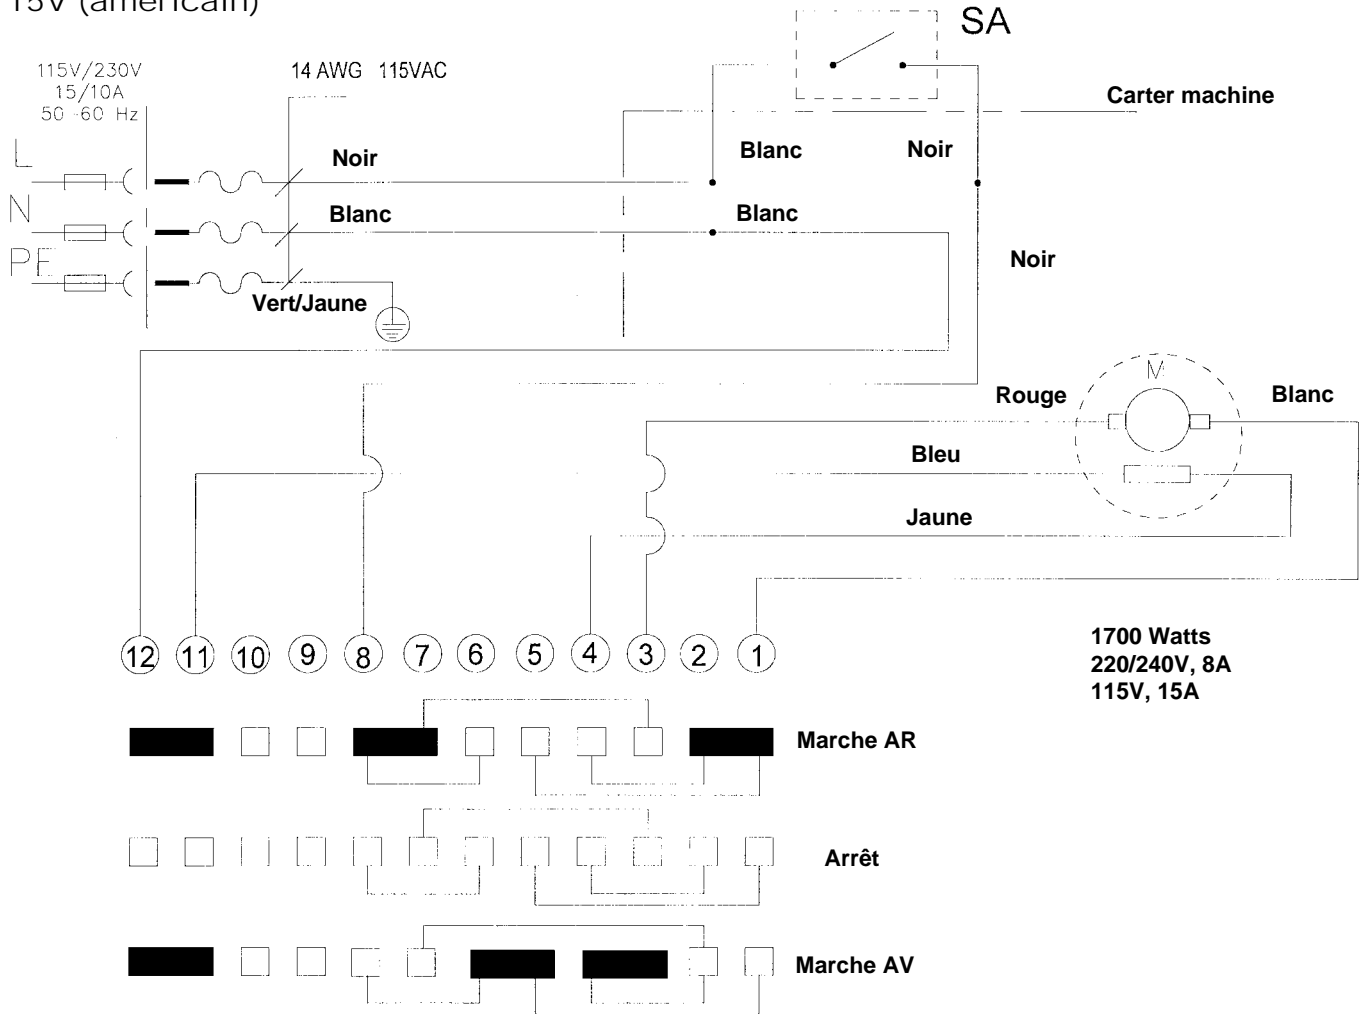 15V (américain)
SA
115V/230V
15/10A
50 -60 Hz
14 AWG 115VAC
Carter machine
L
Noir
Blanc
Noir
N
Blanc
Blanc
PE
Noir
Vert/Jaune
M
Rouge
Blanc
Bleu
Jaune
12 11 10 9 8 7 6 5 4 3 2 1
1700 Watts
220/240V, 8A
115V, 15A
Marche AR
Arrêt
Marche AV